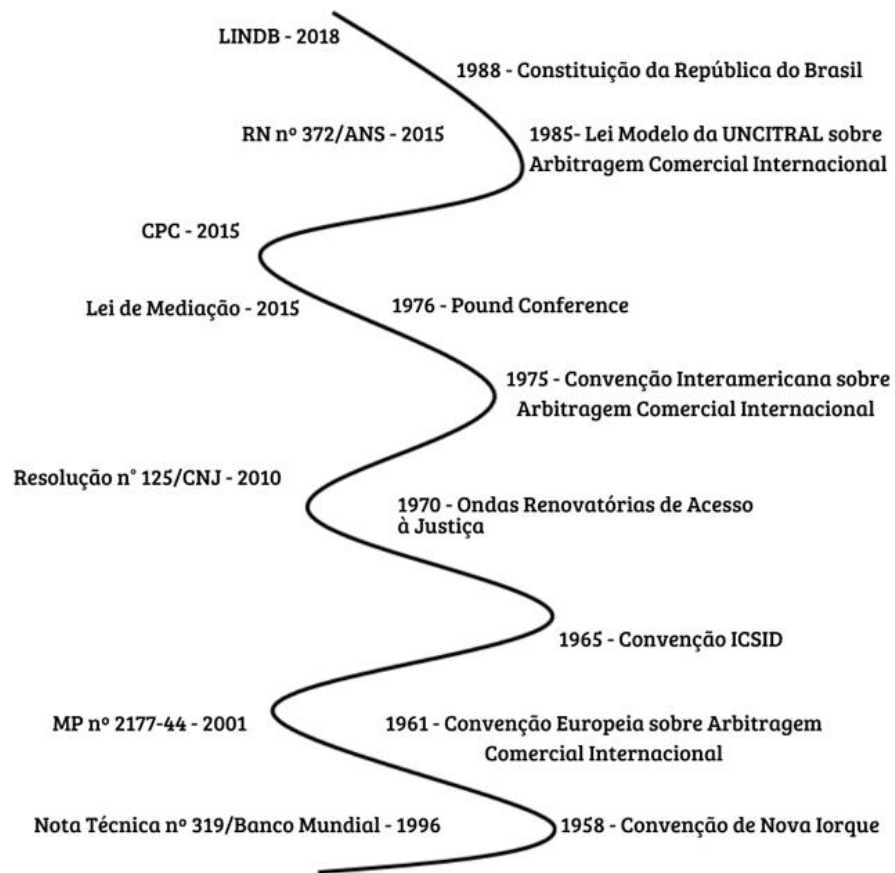 LINDB - 2018
1988 - Constituição da República do Brasil
RN nº 372/ANS - 2015
1985- Lei Modelo da UNCITRAL sobre
Arbitragem Comercial Internacional
CPC - 2015
Lei de Mediação - 2015
1976 - Pound Conference
1975 - Convenção Interamericana sobre
Arbitragem Comercial Internacional
Resolução n° 125/CNJ - 2010
1970 - Ondas Renovatórias de Acesso
à Justiça
1965 - Convenção ICSID
MP nº 2177-44 - 2001
1961 - Convenção Europeia sobre Arbitragem
Comercial Internacional
Nota Técnica nº 319/Banco Mundial - 1996
1958 - Convenção de Nova Iorque